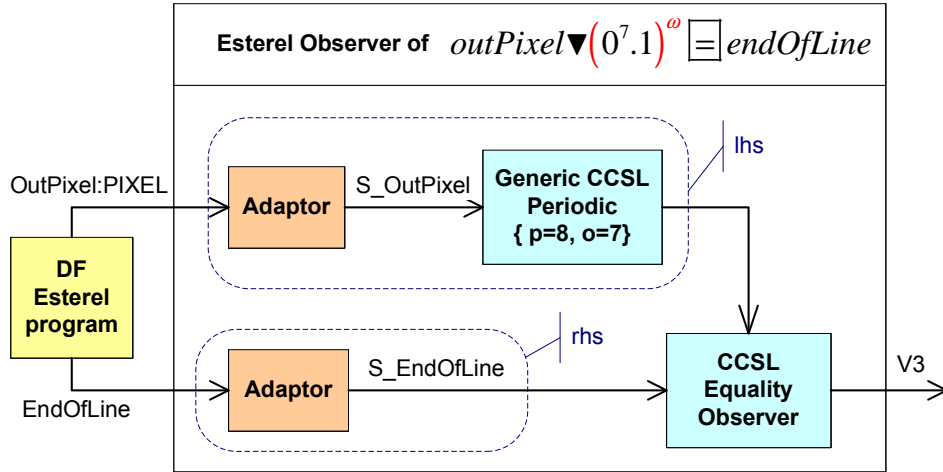 Esterel Observer of outPixel▼(0⁷.1)^ω = endOfLine
lhs
OutPixel:PIXEL
S_OutPixel
Adaptor
Generic CCSL
Periodic
{ p=8, o=7}
DF
Esterel
program
rhs
EndOfLine
S_EndOfLine
Adaptor
CCSL
Equality
Observer
V3